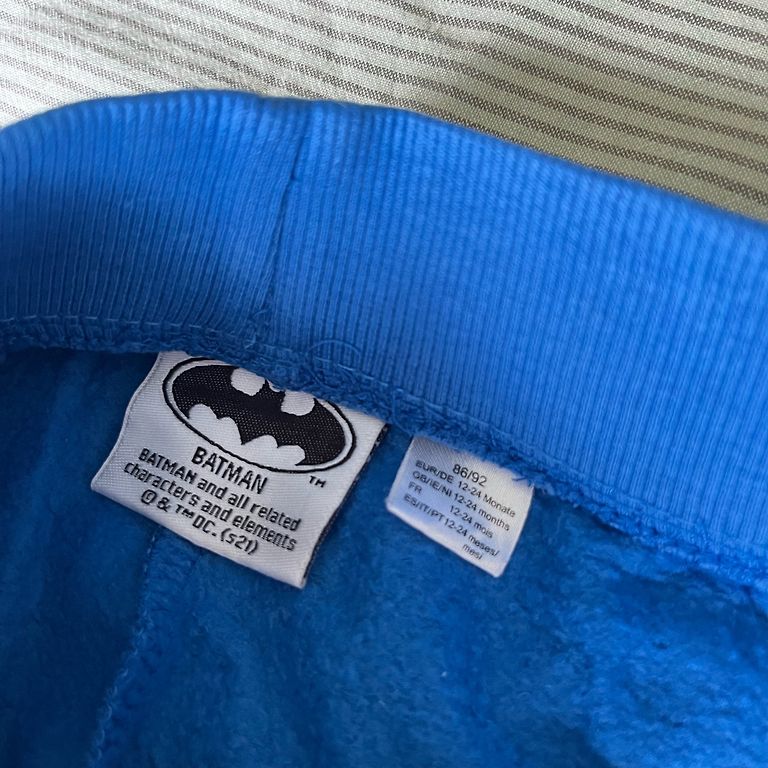 BATMAN
™
BATMAN and all related
characters and elements
© & ™ DC. (s21)
86/92
EUR/DE 12-24 Monate
GB/IE/NI 12-24 months
FR 12-24 mois
ES/IT/PT 12-24 meses/
mesi